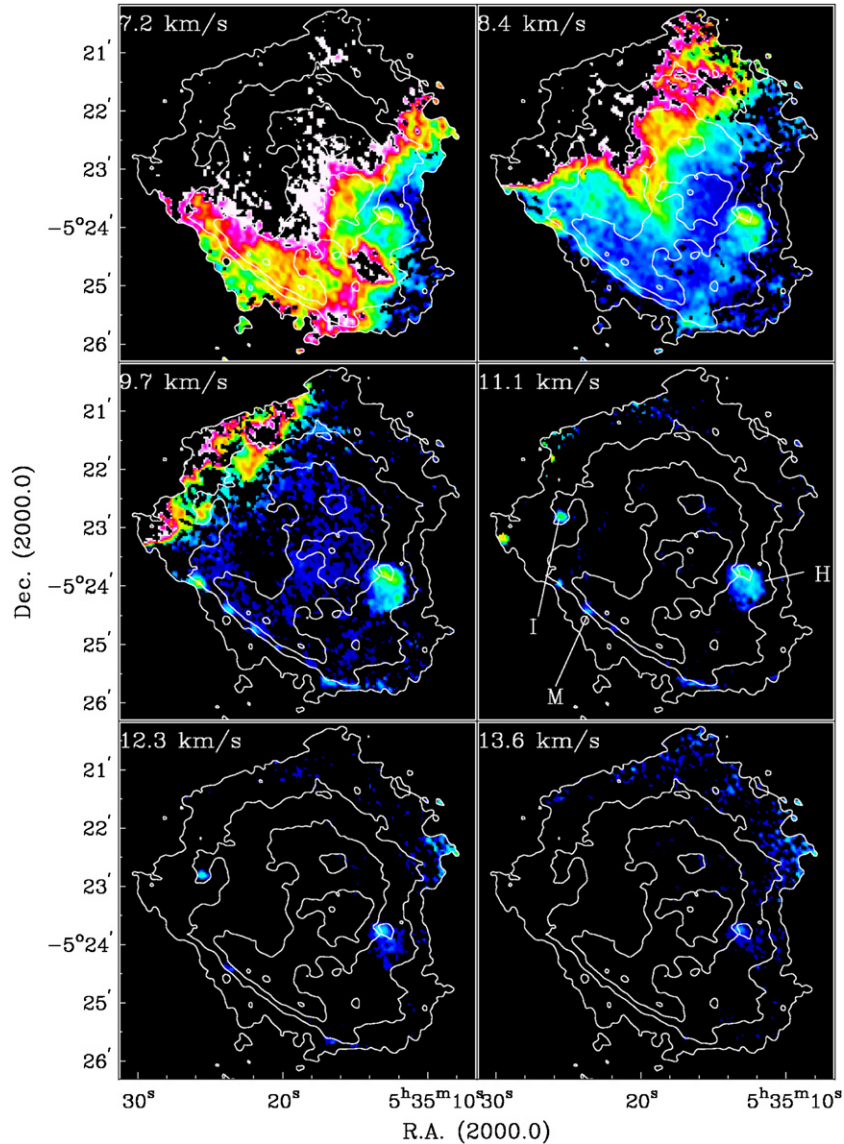 7.2 km/s
8.4 km/s
21′
22′
23′
−5°24′
25′
26′
9.7 km/s
11.1 km/s
21′
22′
23′
−5°24′
25′
26′
H
I
M
Dec. (2000.0)
12.3 km/s
13.6 km/s
21′
22′
23′
−5°24′
25′
26′
30ˢ
20ˢ
5ʰ35ᵐ10ˢ
30ˢ
20ˢ
5ʰ35ᵐ10ˢ
R.A. (2000.0)